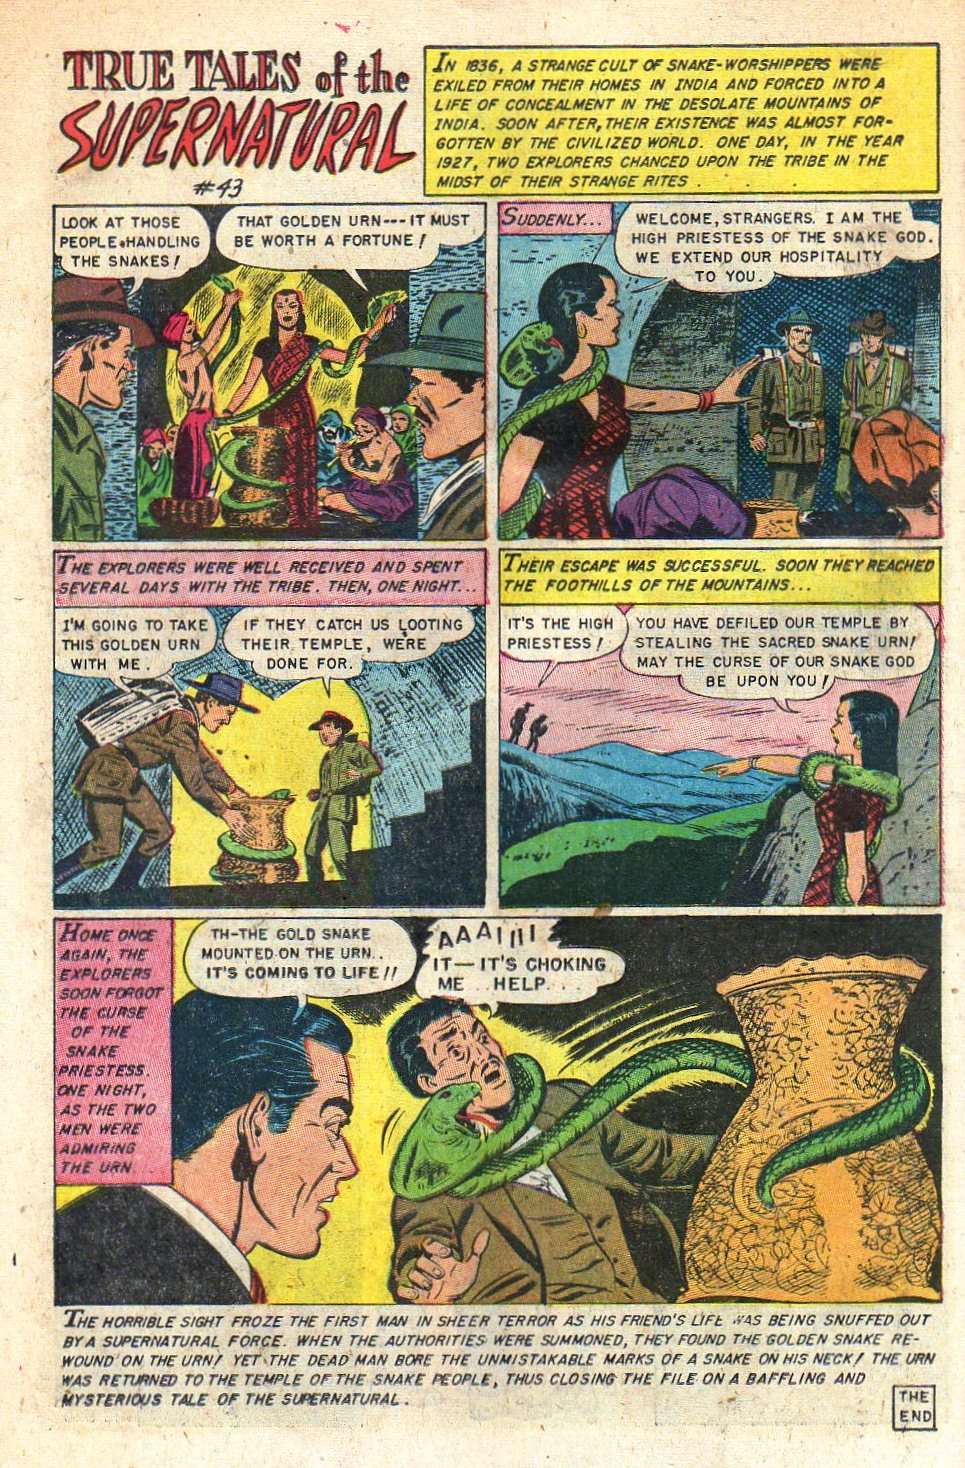 TRUE TALES of the
SUPERNATURAL
#43
IN 1836, A STRANGE CULT OF SNAKE-WORSHIPPERS WERE
EXILED FROM THEIR HOMES IN INDIA AND FORCED INTO A
LIFE OF CONCEALMENT IN THE DESOLATE MOUNTAINS OF
INDIA. SOON AFTER, THEIR EXISTENCE WAS ALMOST FOR-
GOTTEN BY THE CIVILIZED WORLD. ONE DAY, IN THE YEAR
1927, TWO EXPLORERS CHANCED UPON THE TRIBE IN THE
MIDST OF THEIR STRANGE RITES . . . .
LOOK AT THOSE
PEOPLE HANDLING
THE SNAKES!
THAT GOLDEN URN---IT MUST
BE WORTH A FORTUNE!
SUDDENLY...
WELCOME, STRANGERS. I AM THE
HIGH PRIESTESS OF THE SNAKE GOD.
WE EXTEND OUR HOSPITALITY
TO YOU.
THE EXPLORERS WERE WELL RECEIVED AND SPENT
SEVERAL DAYS WITH THE TRIBE. THEN, ONE NIGHT...
I'M GOING TO TAKE
THIS GOLDEN URN
WITH ME.
IF THEY CATCH US LOOTING
THEIR TEMPLE, WE'RE
DONE FOR.
THEIR ESCAPE WAS SUCCESSFUL. SOON THEY REACHED
THE FOOTHILLS OF THE MOUNTAINS...
IT'S THE HIGH
PRIESTESS!
YOU HAVE DEFILED OUR TEMPLE BY
STEALING THE SACRED SNAKE URN!
MAY THE CURSE OF OUR SNAKE GOD
BE UPON YOU!
HOME ONCE
AGAIN, THE
EXPLORERS
SOON FORGOT
THE CURSE
OF THE
SNAKE
PRIESTESS.
ONE NIGHT,
AS THE TWO
MEN WERE
ADMIRING
THE URN
TH-THE GOLD SNAKE
MOUNTED ON THE URN..
IT'S COMING TO LIFE!!
AAAIIII
IT—IT'S CHOKING
ME .. HELP. . .
THE HORRIBLE SIGHT FROZE THE FIRST MAN IN SHEER TERROR AS HIS FRIEND'S LIFE WAS BEING SNUFFED OUT
BY A SUPERNATURAL FORCE. WHEN THE AUTHORITIES WERE SUMMONED, THEY FOUND THE GOLDEN SNAKE RE-
WOUND ON THE URN! YET THE DEAD MAN BORE THE UNMISTAKABLE MARKS OF A SNAKE ON HIS NECK! THE URN
WAS RETURNED TO THE TEMPLE OF THE SNAKE PEOPLE, THUS CLOSING THE FILE ON A BAFFLING AND
MYSTERIOUS TALE OF THE SUPERNATURAL.
THE
END